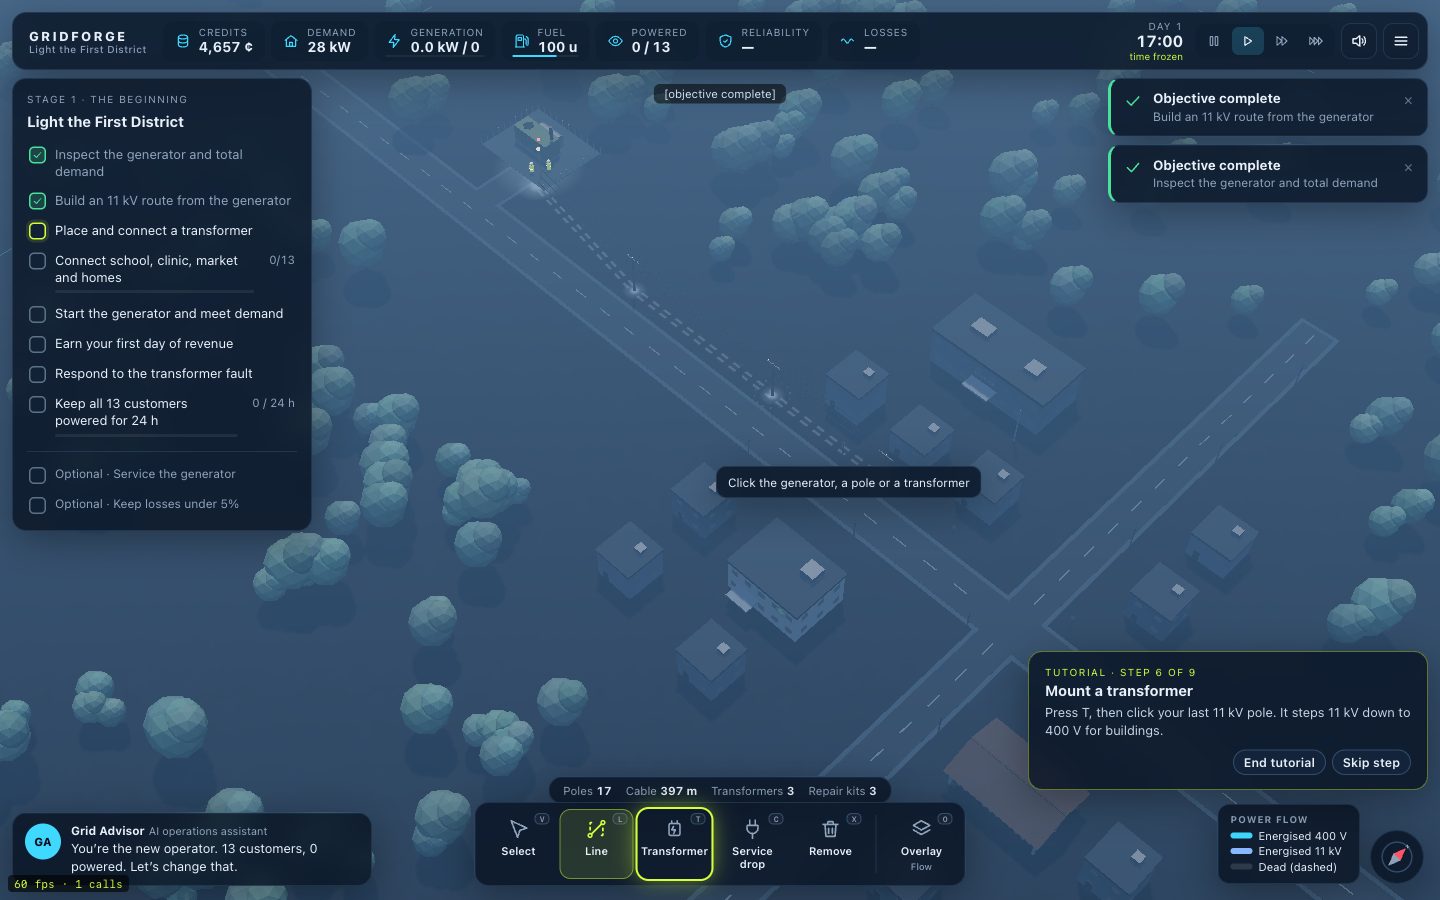 GRIDFORGE
Light the First District
CREDITS
4,657 ¢
DEMAND
28 kW
GENERATION
0.0 kW / 0
FUEL
100 u
POWERED
0 / 13
RELIABILITY
—
LOSSES
—
DAY 1
17:00
time frozen
STAGE 1 · THE BEGINNING
Light the First District
Inspect the generator and total
demand
Build an 11 kV route from the generator
Place and connect a transformer
Connect school, clinic, market
and homes
0/13
Start the generator and meet demand
Earn your first day of revenue
Respond to the transformer fault
Keep all 13 customers
powered for 24 h
0 / 24 h
Optional · Service the generator
Optional · Keep losses under 5%
[objective complete]
Objective complete
Build an 11 kV route from the generator
Objective complete
Inspect the generator and total demand
Click the generator, a pole or a transformer
TUTORIAL · STEP 6 OF 9
Mount a transformer
Press T, then click your last 11 kV pole. It steps 11 kV down to
400 V for buildings.
End tutorial
Skip step
Poles 17 Cable 397 m Transformers 3 Repair kits 3
V
Select
L
Line
T
Transformer
C
Service
drop
X
Remove
O
Overlay
Flow
GA
Grid Advisor AI operations assistant
You're the new operator. 13 customers, 0
powered. Let's change that.
60 fps · 1 calls
POWER FLOW
Energised 400 V
Energised 11 kV
Dead (dashed)